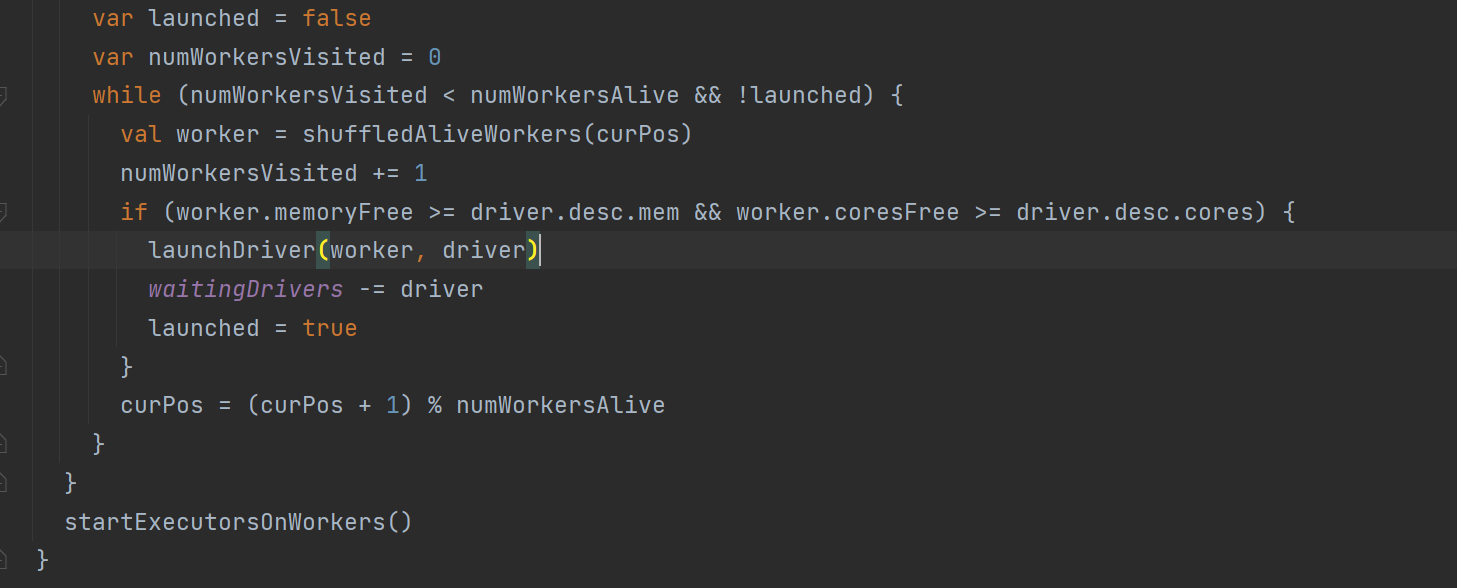 var launched = false
var numWorkersVisited = 0
while (numWorkersVisited < numWorkersAlive && !launched) {
val worker = shuffledAliveWorkers(curPos)
numWorkersVisited += 1
if (worker.memoryFree >= driver.desc.mem && worker.coresFree >= driver.desc.cores) {
launchDriver(worker, driver)
waitingDrivers -= driver
launched = true
}
curPos = (curPos + 1) % numWorkersAlive
}
}
startExecutorsOnWorkers()
}